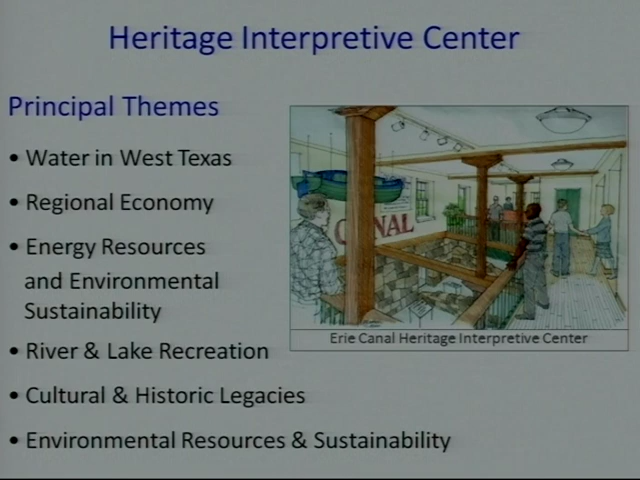 Heritage Interpretive Center
Principal Themes
• Water in West Texas
• Regional Economy
• Energy Resources
and Environmental
Sustainability
• River & Lake Recreation
• Cultural & Historic Legacies
• Environmental Resources & Sustainability
CANAL
Erie Canal Heritage Interpretive Center